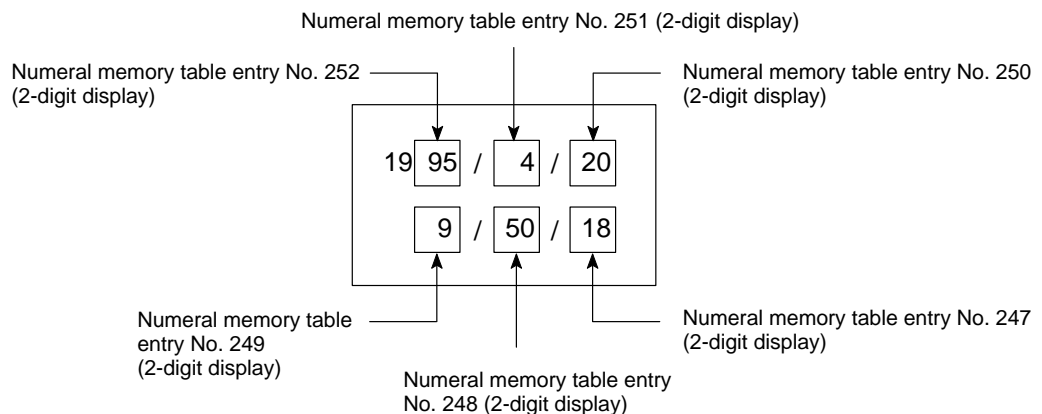 Numeral memory table entry No. 251 (2-digit display)
Numeral memory table entry No. 252
(2-digit display)
Numeral memory table entry No. 250
(2-digit display)
19 95 / 4 / 20
9 / 50 / 18
Numeral memory table
entry No. 249
(2-digit display)
Numeral memory table entry
No. 248 (2-digit display)
Numeral memory table entry No. 247
(2-digit display)